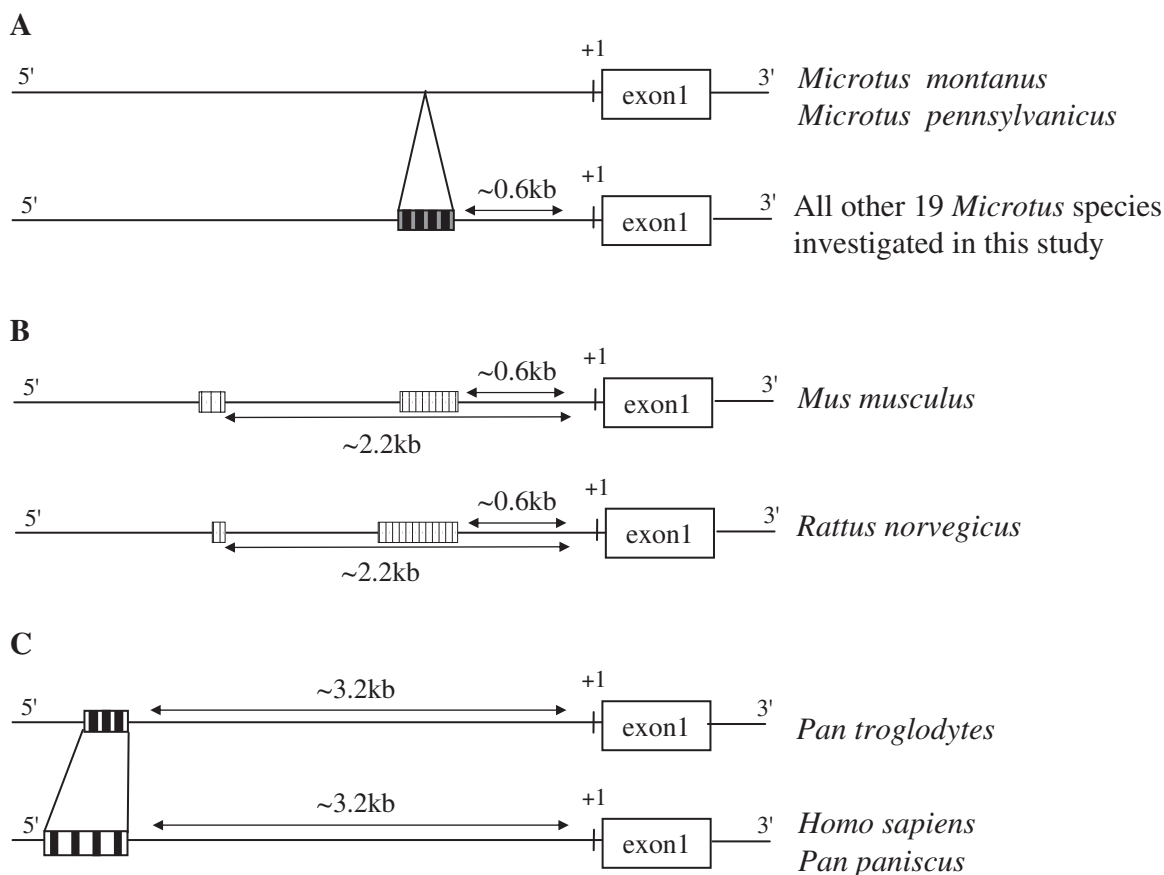 A
+1
5'
exon1
3'
Microtus montanus
Microtus pennsylvanicus
~0.6kb
+1
5'
exon1
3'
All other 19 Microtus species
investigated in this study
B
+1
5'
~0.6kb
exon1
3'
Mus musculus
~2.2kb
+1
5'
~0.6kb
exon1
3'
Rattus norvegicus
~2.2kb
C
+1
5'
~3.2kb
exon1
3'
Pan troglodytes
+1
5'
~3.2kb
exon1
3'
Homo sapiens
Pan paniscus